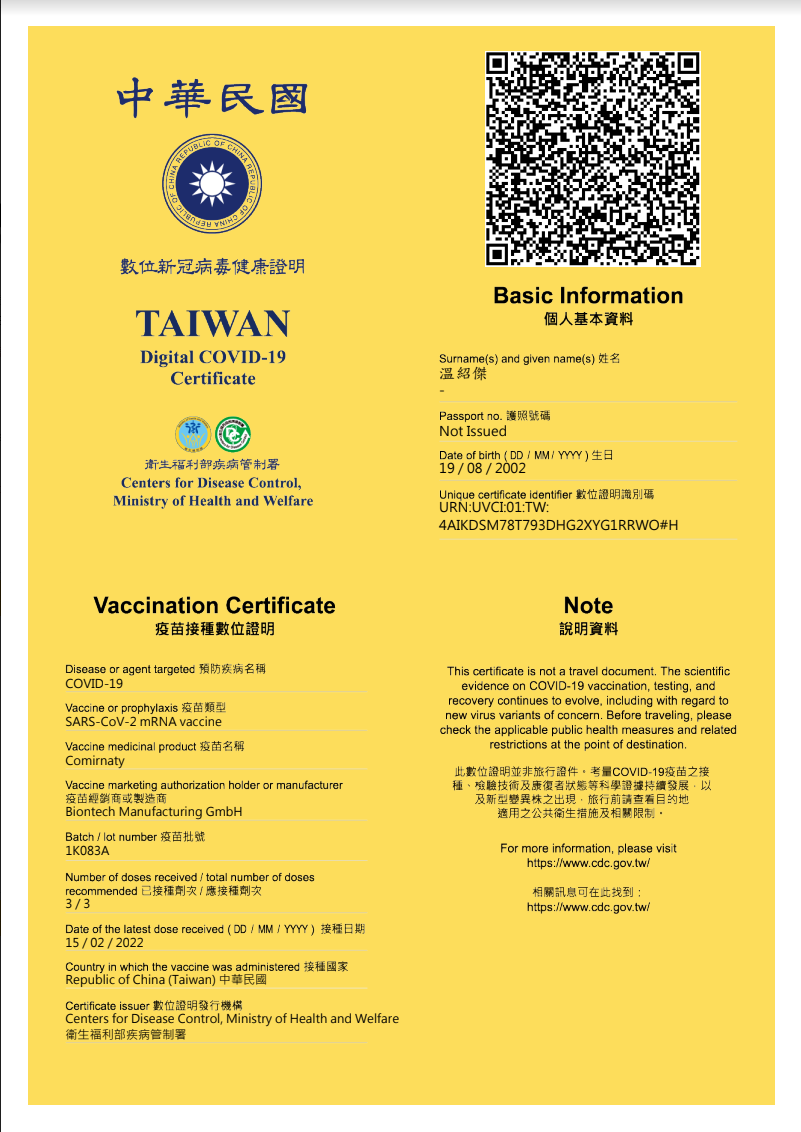 中華民國
REPUBLIC OF CHINA REPUBLIC OF CHINA REPUBLIC OF CHINA
數位新冠病毒健康證明
TAIWAN
Digital COVID-19
Certificate
衛生福利部疾病管制署
Centers for Disease Control,
Ministry of Health and Welfare
Basic Information
個人基本資料
Surname(s) and given name(s) 姓名
溫紹傑
-
Passport no. 護照號碼
Not Issued
Date of birth ( DD / MM / YYYY ) 生日
19 / 08 / 2002
Unique certificate identifier 數位證明識別碼
URN:UVCI:01:TW:
4AIKDSM78T793DHG2XYG1RRWO#H
Vaccination Certificate
疫苗接種數位證明
Disease or agent targeted 預防疾病名稱
COVID-19
Vaccine or prophylaxis 疫苗類型
SARS-CoV-2 mRNA vaccine
Vaccine medicinal product 疫苗名稱
Comirnaty
Vaccine marketing authorization holder or manufacturer
疫苗經銷商或製造商
Biontech Manufacturing GmbH
Batch / lot number 疫苗批號
1K083A
Number of doses received / total number of doses
recommended 已接種劑次 / 應接種劑次
3 / 3
Date of the latest dose received ( DD / MM / YYYY ) 接種日期
15 / 02 / 2022
Country in which the vaccine was administered 接種國家
Republic of China (Taiwan) 中華民國
Certificate issuer 數位證明發行機構
Centers for Disease Control, Ministry of Health and Welfare
衛生福利部疾病管制署
Note
說明資料
This certificate is not a travel document. The scientific
evidence on COVID-19 vaccination, testing, and
recovery continues to evolve, including with regard to
new virus variants of concern. Before traveling, please
check the applicable public health measures and related
restrictions at the point of destination.
此數位證明並非旅行證件。考量COVID-19疫苗之接
種、檢驗技術及康復者狀態等科學證據持續發展，以
及新型變異株之出現，旅行前請查看目的地
適用之公共衛生措施及相關限制。
For more information, please visit
https://www.cdc.gov.tw/
相關訊息可在此找到：
https://www.cdc.gov.tw/